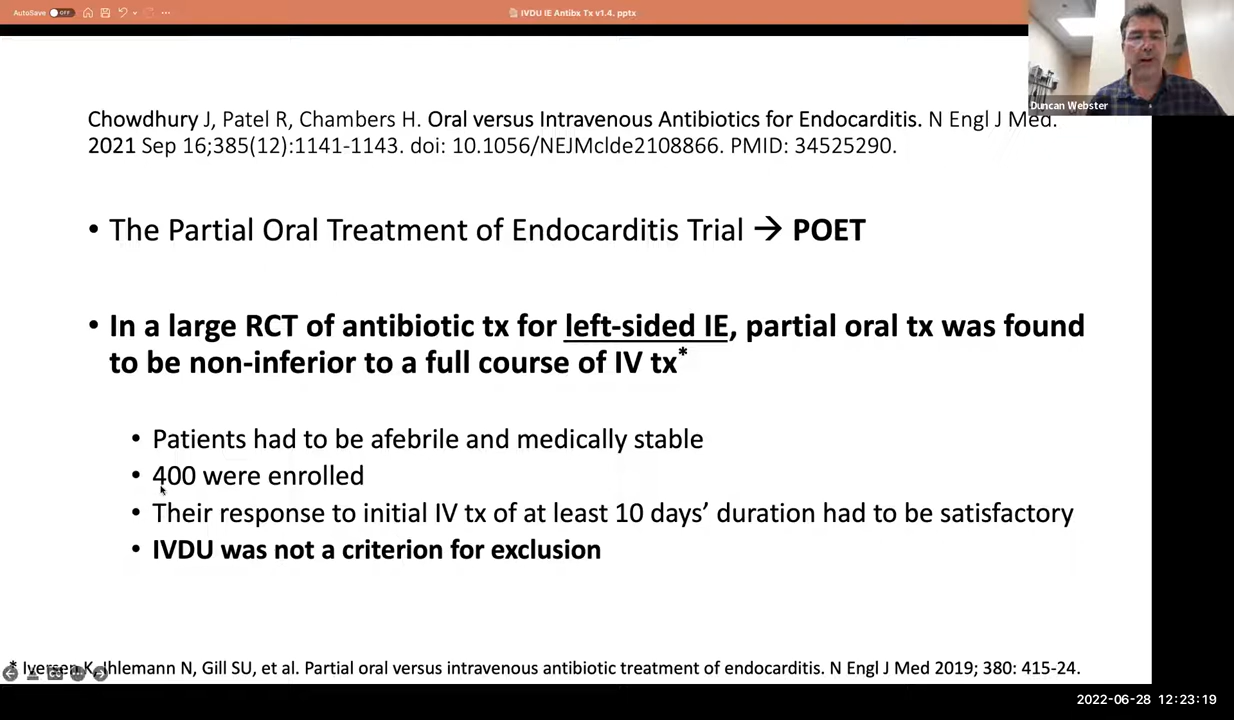 AutoSave OFF
IVDU IE Antibx Tx v1.4. pptx
Duncan Webster
Chowdhury J, Patel R, Chambers H. Oral versus Intravenous Antibiotics for Endocarditis. N Engl J Med.
2021 Sep 16;385(12):1141-1143. doi: 10.1056/NEJMclde2108866. PMID: 34525290.
• The Partial Oral Treatment of Endocarditis Trial → POET
• In a large RCT of antibiotic tx for left-sided IE, partial oral tx was found
to be non-inferior to a full course of IV tx*
• Patients had to be afebrile and medically stable
• 400 were enrolled
• Their response to initial IV tx of at least 10 days’ duration had to be satisfactory
• IVDU was not a criterion for exclusion
* Iversen K, Ihlemann N, Gill SU, et al. Partial oral versus intravenous antibiotic treatment of endocarditis. N Engl J Med 2019; 380: 415-24.
2022-06-28 12:23:19